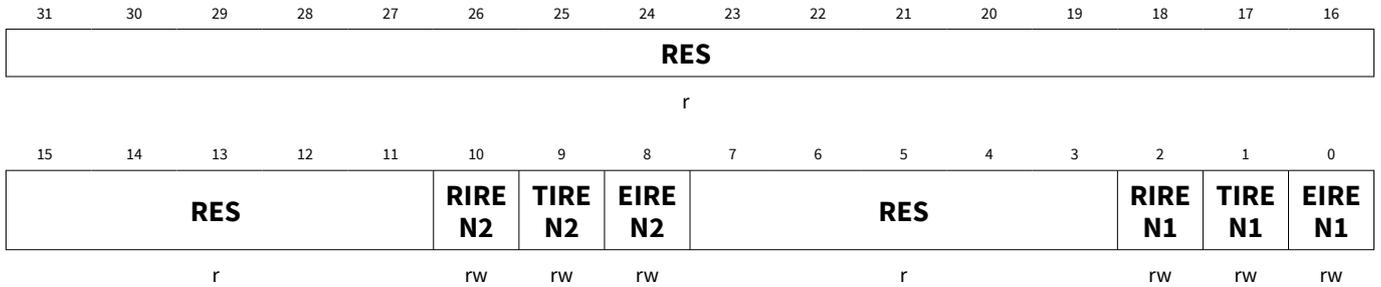 31 30 29 28 27 26 25 24 23 22 21 20 19 18 17 16
RES
r
15 14 13 12 11 10 9 8 7 6 5 4 3 2 1 0
RES RIRE N2 TIRE N2 EIRE N2 RES RIRE N1 TIRE N1 EIRE N1
r rw rw rw r rw rw rw